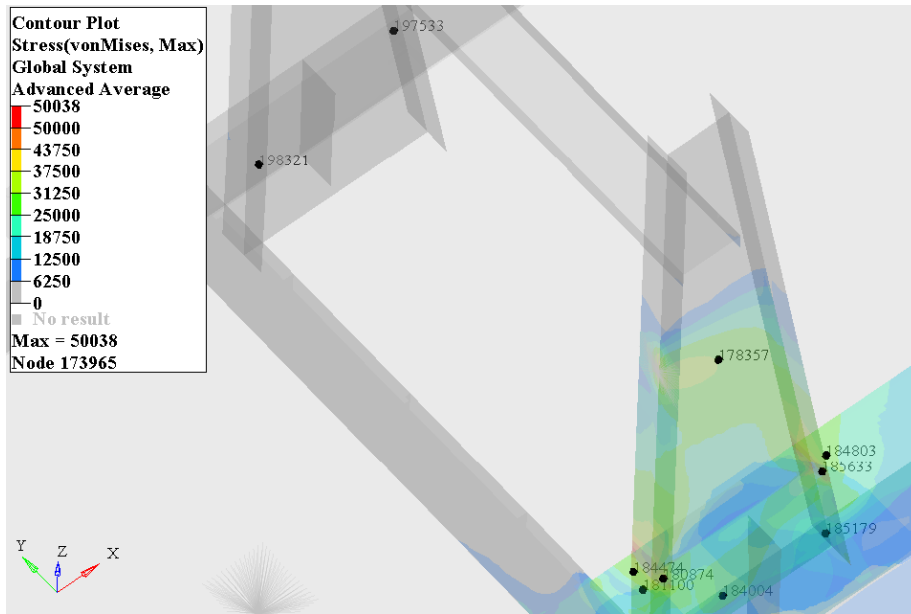 Contour Plot
Stress(vonMises, Max)
Global System
Advanced Average
50038
50000
43750
37500
31250
25000
18750
12500
6250
0
No result
Max = 50038
Node 173965
197533
198321
178357
184803
185633
185179
184474
80874
181100
184004
Y
Z
X